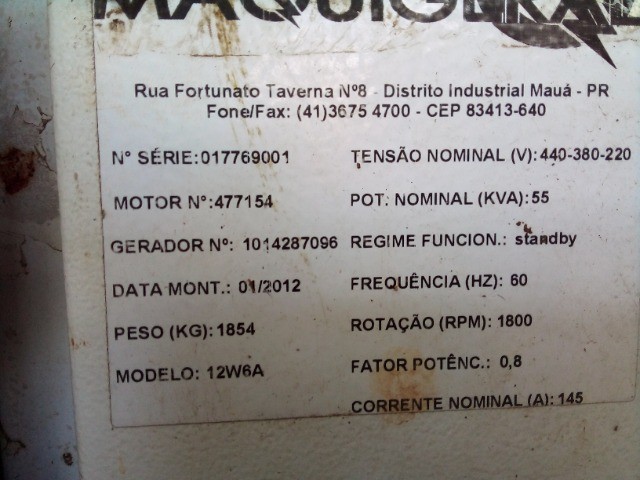 MAQUIGERAL
Rua Fortunato Taverna Nº8 - Distrito Industrial Mauá - PR
Fone/Fax: (41)3675 4700 - CEP 83413-640
N° SÉRIE:017769001
MOTOR N°:477154
GERADOR Nº: 1014287096
DATA MONT.: 01/2012
PESO (KG):1854
MODELO: 12W6A
TENSÃO NOMINAL (V):440-380-220
POT. NOMINAL (KVA):55
REGIME FUNCION.: standby
FREQUÊNCIA (HZ): 60
ROTAÇÃO (RPM): 1800
FATOR POTÊNC.: 0,8
CORRENTE NOMINAL (A): 145